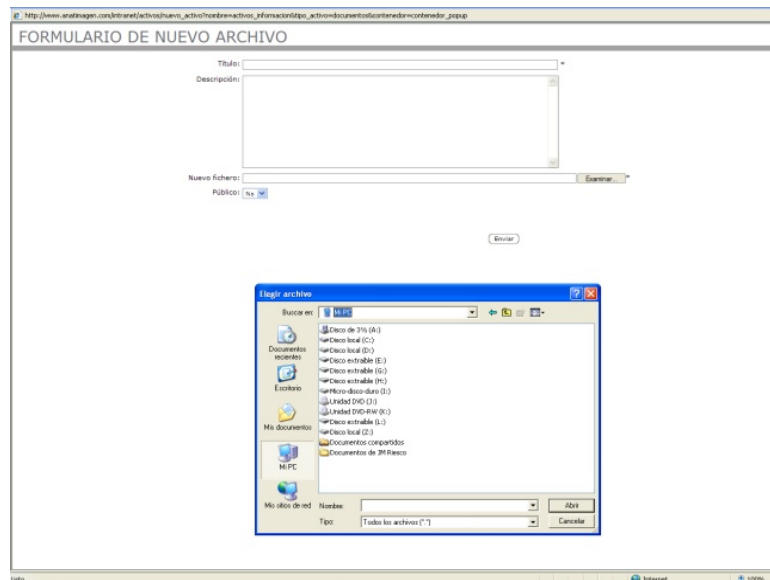 http://www.anatimagen.com/intranet/activos/nuevo_activo?nombre=activos_informacion&tipo_activo=documentos&contenedor=contenedor_popup
FORMULARIO DE NUEVO ARCHIVO
Título: *
Descripción:
Nuevo fichero: Examinar... *
Público: No
Enviar
Elegir archivo
Buscar en: Mi PC
Documentos recientes
Escritorio
Mis documentos
Mi PC
Mis sitios de red
Disco de 3½ (A:)
Disco local (C:)
Disco local (D:)
Disco extraíble (E:)
Disco extraíble (G:)
Disco extraíble (H:)
Micro-disco-duro (I:)
Unidad DVD (J:)
Unidad DVD-RW (K:)
Disco extraíble (L:)
Disco local (Z:)
Documentos compartidos
Documentos de JM Riesco
Nombre: Abrir
Tipo: Todos los archivos (*.*) Cancelar
Listo Internet 100%